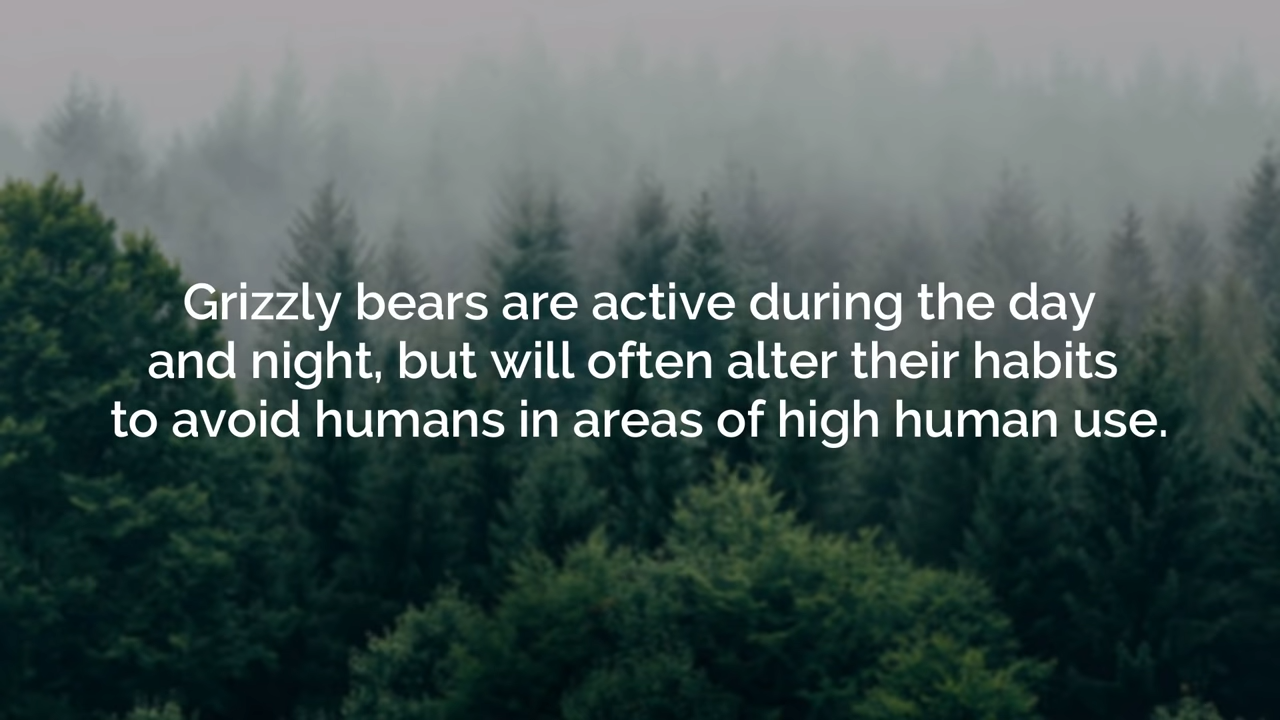 Grizzly bears are active during the day
and night, but will often alter their habits
to avoid humans in areas of high human use.